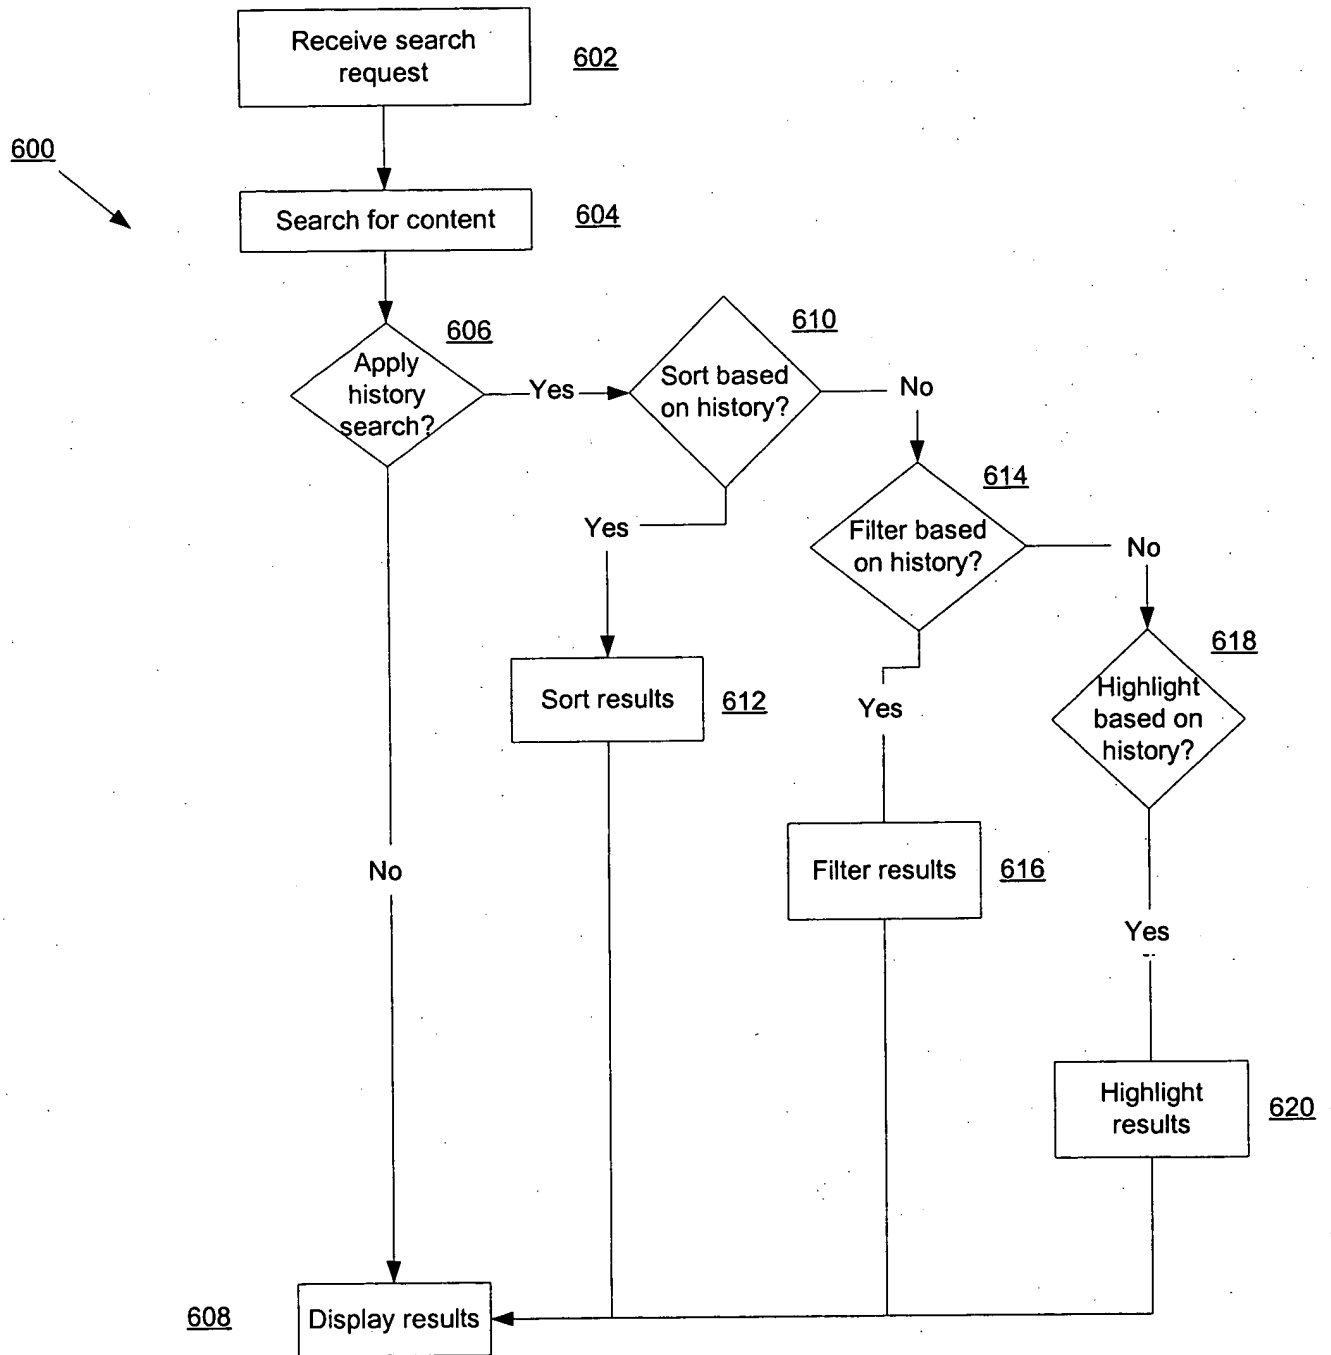 Receive search
request
602
600
Search for content
604
606
Apply
history
search?
Yes
610
Sort based
on history?
No
614
Filter based
on history?
No
Yes
618
Highlight
based on
history?
Sort results
612
Yes
Filter results
616
No
Yes
Highlight
results
620
608
Display results